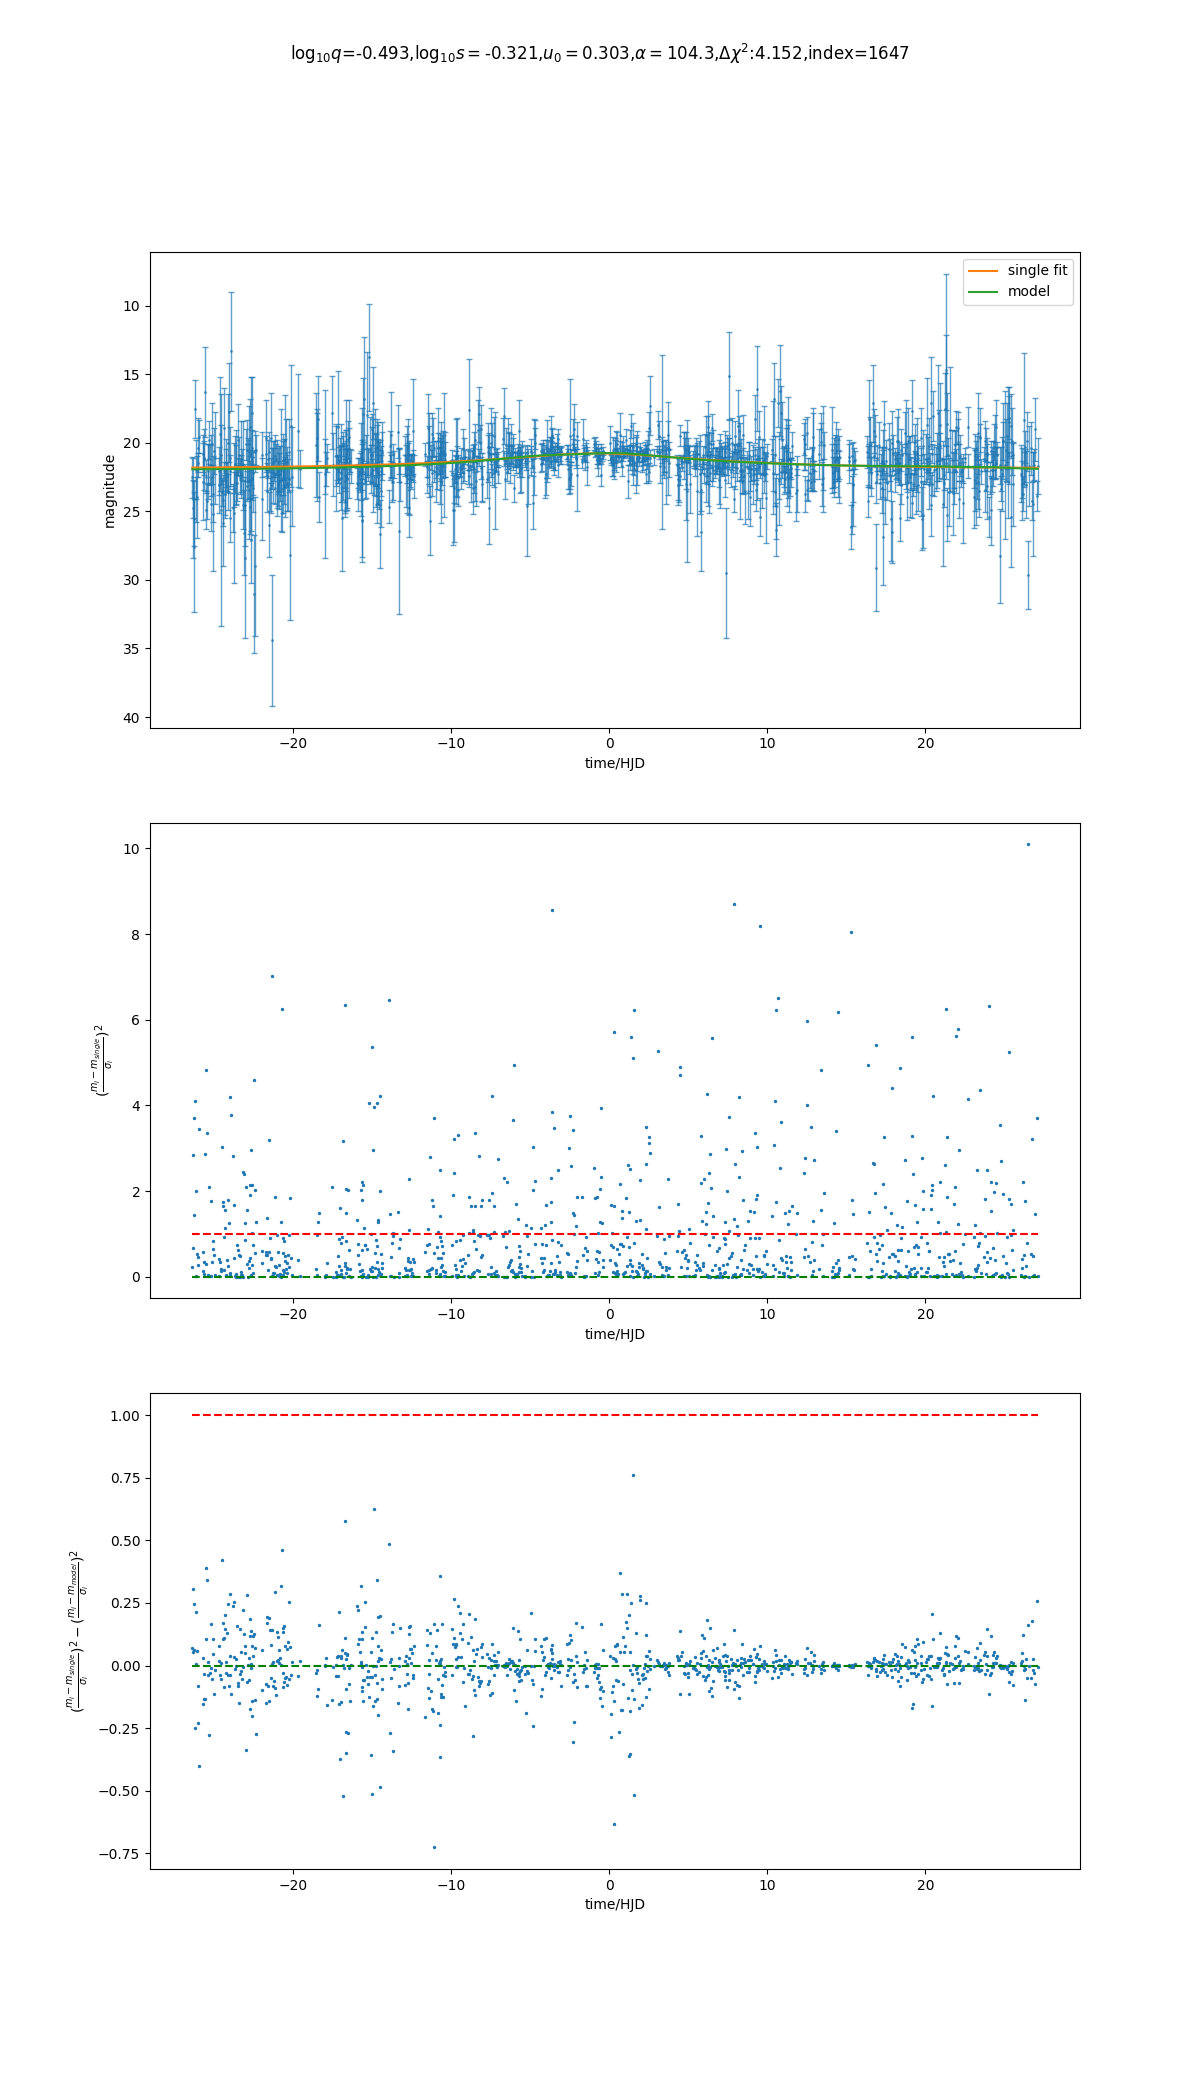 log₁₀q=-0.493,log₁₀s = -0.321,u₀ = 0.303,α = 104.3,Δχ²:4.152,index=1647
single fit
model
10
15
20
25
30
35
40
magnitude
−20 −10 0 10 20
time/HJD
10
8
6
4
2
0
((mᵢ − m_single)/σᵢ)²
−20 −10 0 10 20
time/HJD
1.00
0.75
0.50
0.25
0.00
−0.25
−0.50
−0.75
((mᵢ − m_single)/σᵢ)² − ((mᵢ − m_model)/σᵢ)²
−20 −10 0 10 20
time/HJD